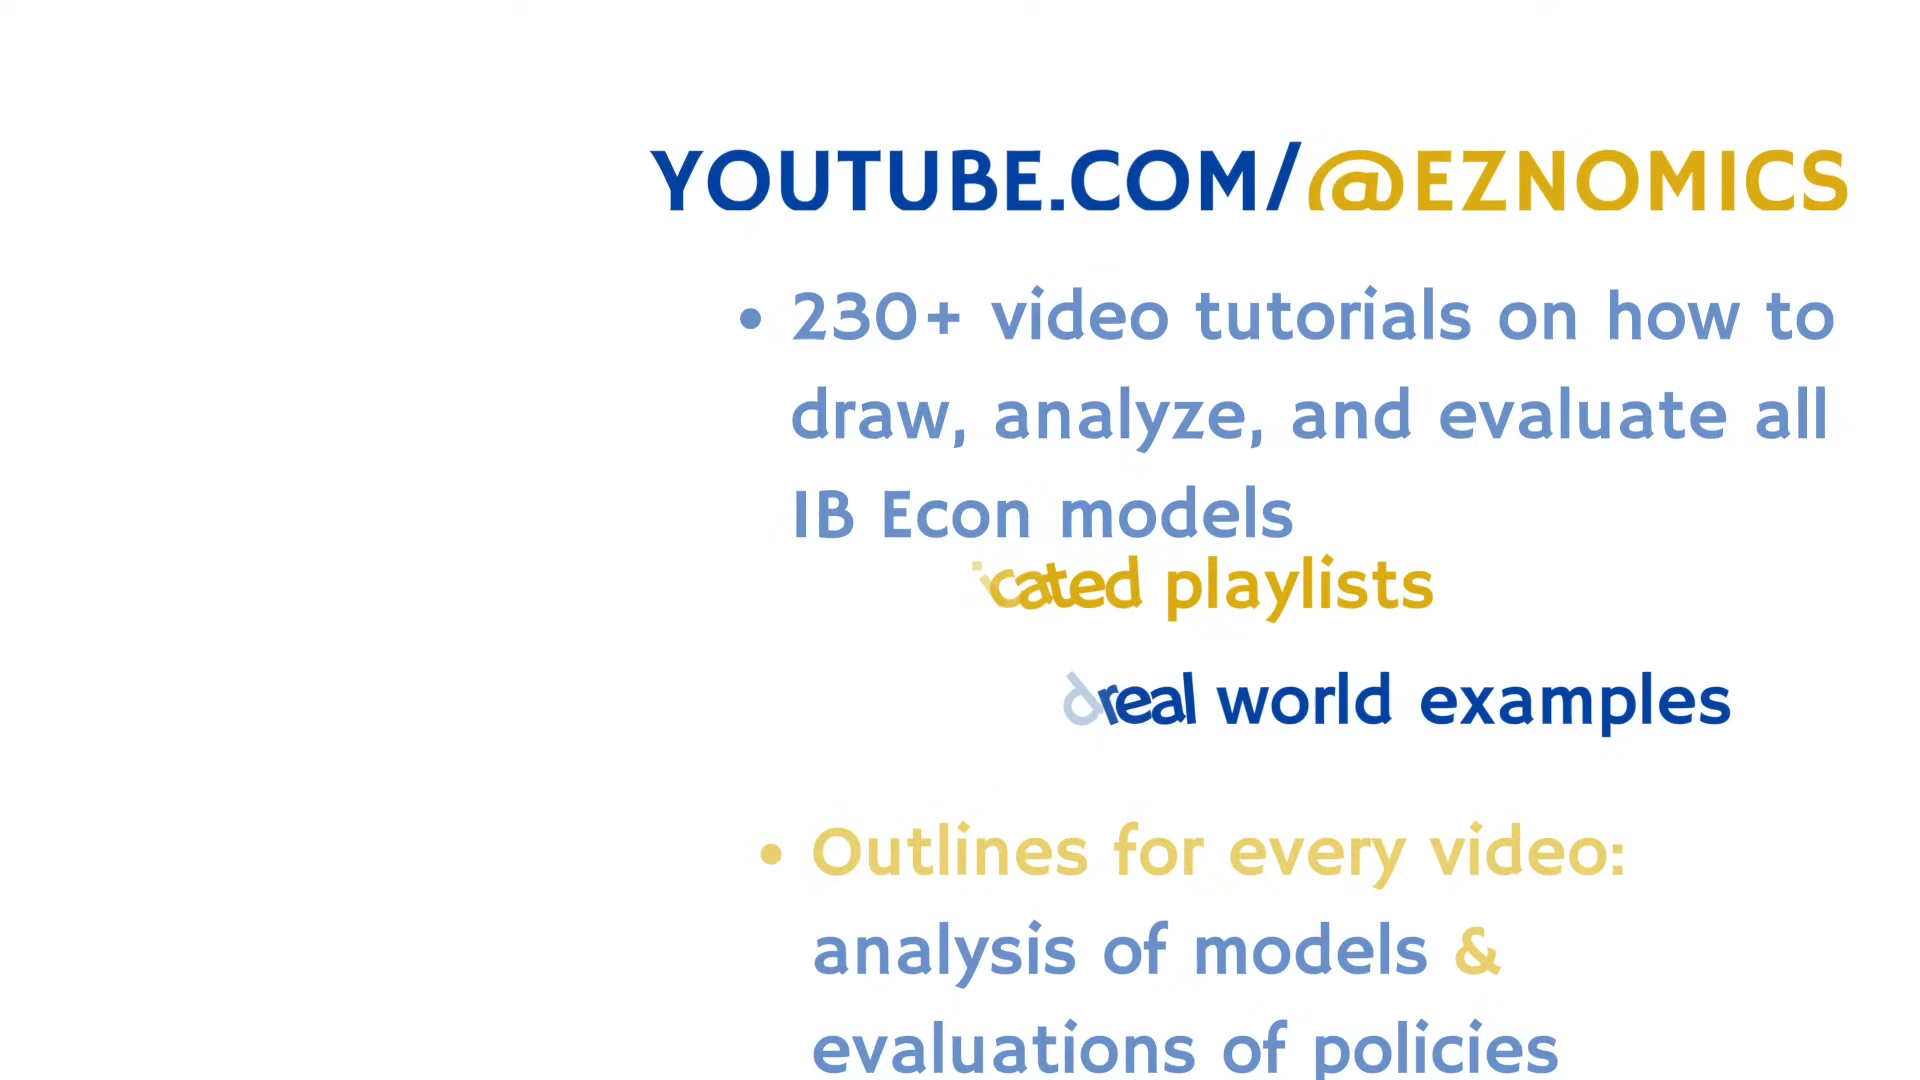 YOUTUBE.COM/@EZNOMICS
• 230+ video tutorials on how to
draw, analyze, and evaluate all
IB Econ models
playlists
real world examples
• Outlines for every video:
analysis of models &
evaluations of policies